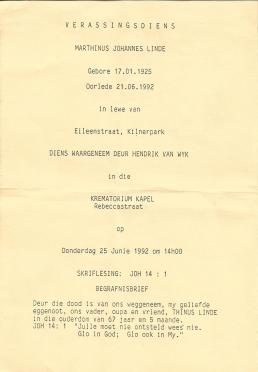 VERASSINGSDIENS
MARTHINUS JOHANNES LINDE
Gebore 17.01.1925
Oorlede 21.06.1992
in lewe van
Eileenstraat, Kilnerpark
DIENS WAARGENEEM DEUR HENDRIK VAN WYK
in die
KREMATORIUM KAPEL
Rebeccastraat
op
Donderdag 25 Junie 1992 om 14h00
SKRIFLESING: JOH 14 : 1
BEGRAFNISBRIEF
Deur die dood is van ons weggeneem, my geliefde
eggenoot, ons vader, oupa en vriend, THINUS LINDE
in die ouderdom van 67 jaar en 5 maande.
JOH 14: 1 "Julle moet nie ontsteld wees nie.
Glo in God; Glo ook in My."